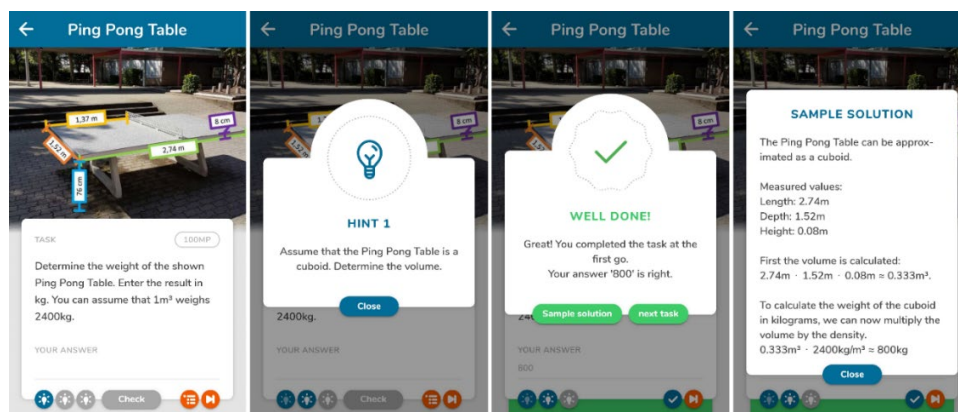 Ping Pong Table
1,37 m
8 cm
1,52 m
2,74 m
76 cm
TASK
100MP
Determine the weight of the shown
Ping Pong Table. Enter the result in
kg. You can assume that 1m³ weighs
2400kg.
YOUR ANSWER
Check
Ping Pong Table
8 cm
HINT 1
Assume that the Ping Pong Table is a
cuboid. Determine the volume.
Close
2400kg.
YOUR ANSWER
Check
Ping Pong Table
8 cm
WELL DONE!
Great! You completed the task at the
first go.
Your answer '800' is right.
Sample solution
next task
YOUR ANSWER
600
Ping Pong Table
SAMPLE SOLUTION
The Ping Pong Table can be approx-
imated as a cuboid.
Measured values:
Length: 2.74m
Depth: 1.52m
Height: 0.08m
First the volume is calculated:
2.74m · 1.52m · 0.08m ≈ 0.333m³.
To calculate the weight of the cuboid
in kilograms, we can now multiply the
volume by the density.
0.333m³ · 2400kg/m³ ≈ 800kg
Close